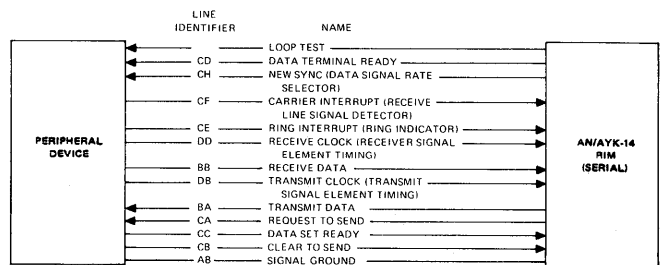 LINE
IDENTIFIER NAME
LOOP TEST
CD DATA TERMINAL READY
CH NEW SYNC (DATA SIGNAL RATE
SELECTOR)
CF CARRIER INTERRUPT (RECEIVE
LINE SIGNAL DETECTOR)
CE RING INTERRUPT (RING INDICATOR)
PERIPHERAL
DEVICE
DD RECEIVE CLOCK (RECEIVER SIGNAL
ELEMENT TIMING)
AN/AYK-14
RIM
(SERIAL)
BB RECEIVE DATA
DB TRANSMIT CLOCK (TRANSMIT
SIGNAL ELEMENT TIMING)
BA TRANSMIT DATA
CA REQUEST TO SEND
CC DATA SET READY
CB CLEAR TO SEND
AB SIGNAL GROUND